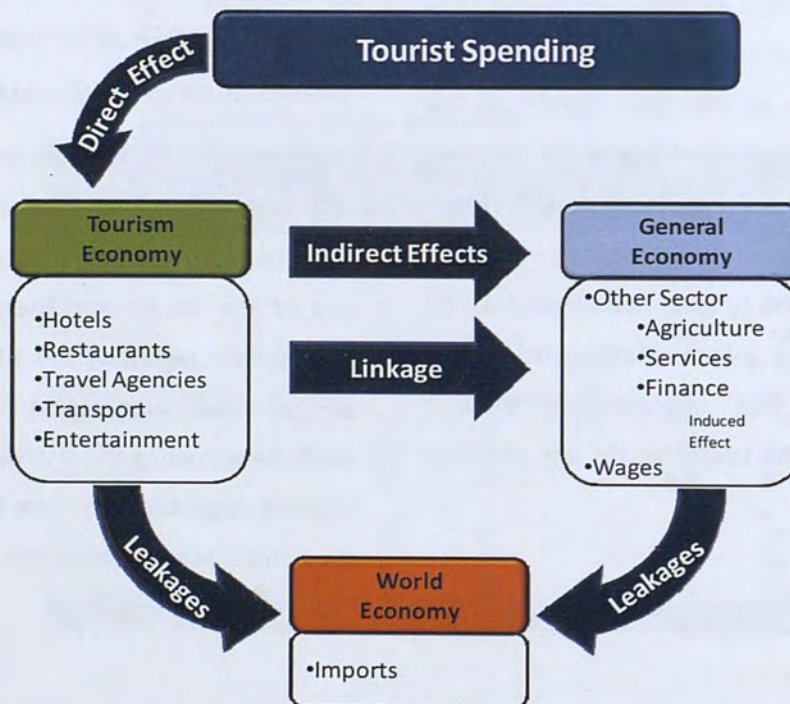 Tourist Spending
Direct Effect
Tourism
Economy
•Hotels
•Restaurants
•Travel Agencies
•Transport
•Entertainment
Indirect Effects
Linkage
General
Economy
•Other Sector
•Agriculture
•Services
•Finance
Induced
Effect
•Wages
Leakages
Leakages
World
Economy
•Imports